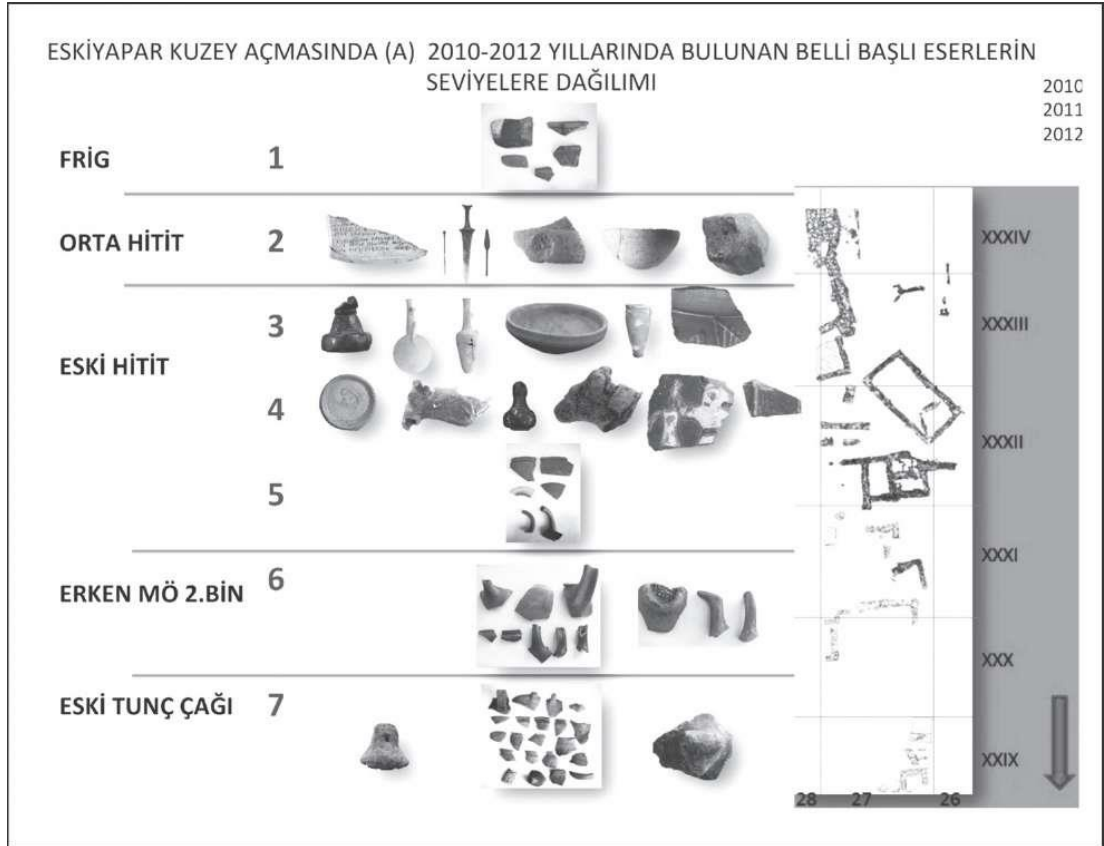 ESKİYAPAR KUZEY AÇMASINDA (A) 2010-2012 YILLARINDA BULUNAN BELLİ BAŞLI ESERLERİN
SEVİYELERE DAĞILIMI
2010
2011
2012
FRİG 1
ORTA HİTİT 2
XXXIV
3
XXXIII
ESKİ HİTİT
4
XXXII
5
XXXI
ERKEN MÖ 2.BİN 6
XXX
ESKİ TUNÇ ÇAĞI 7
XXIX
28 27 26